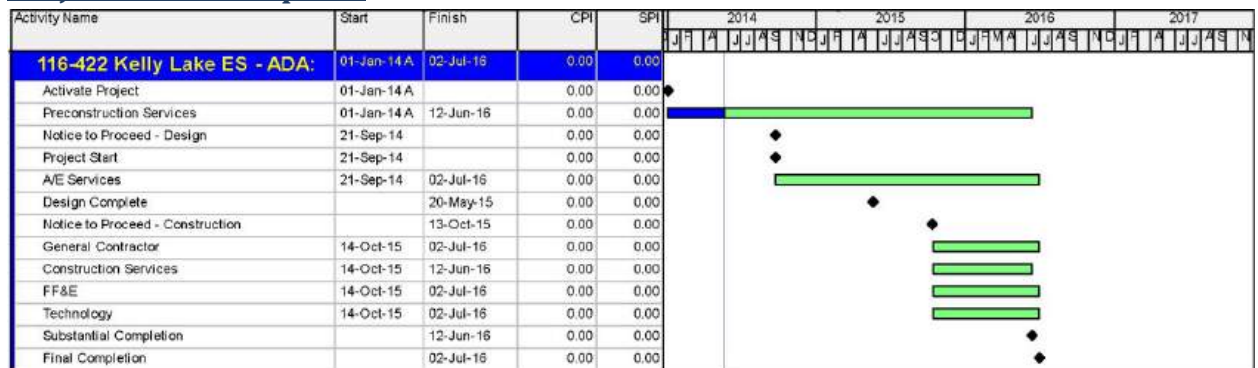 Activity Name Start Finish CPI SPI 2014 2015 2016 2017
J F A J J A S N D J F A J J A S O D J F M A J J A S N D J F A J J A S N
116-422 Kelly Lake ES - ADA: 01-Jan-14 A 02-Jul-16 0.00 0.00
Activate Project 01-Jan-14 A 0.00 0.00
Preconstruction Services 01-Jan-14 A 12-Jun-16 0.00 0.00
Notice to Proceed - Design 21-Sep-14 0.00 0.00
Project Start 21-Sep-14 0.00 0.00
A/E Services 21-Sep-14 02-Jul-16 0.00 0.00
Design Complete 20-May-15 0.00 0.00
Notice to Proceed - Construction 13-Oct-15 0.00 0.00
General Contractor 14-Oct-15 02-Jul-16 0.00 0.00
Construction Services 14-Oct-15 12-Jun-16 0.00 0.00
FF&E 14-Oct-15 02-Jul-16 0.00 0.00
Technology 14-Oct-15 02-Jul-16 0.00 0.00
Substantial Completion 12-Jun-16 0.00 0.00
Final Completion 02-Jul-16 0.00 0.00